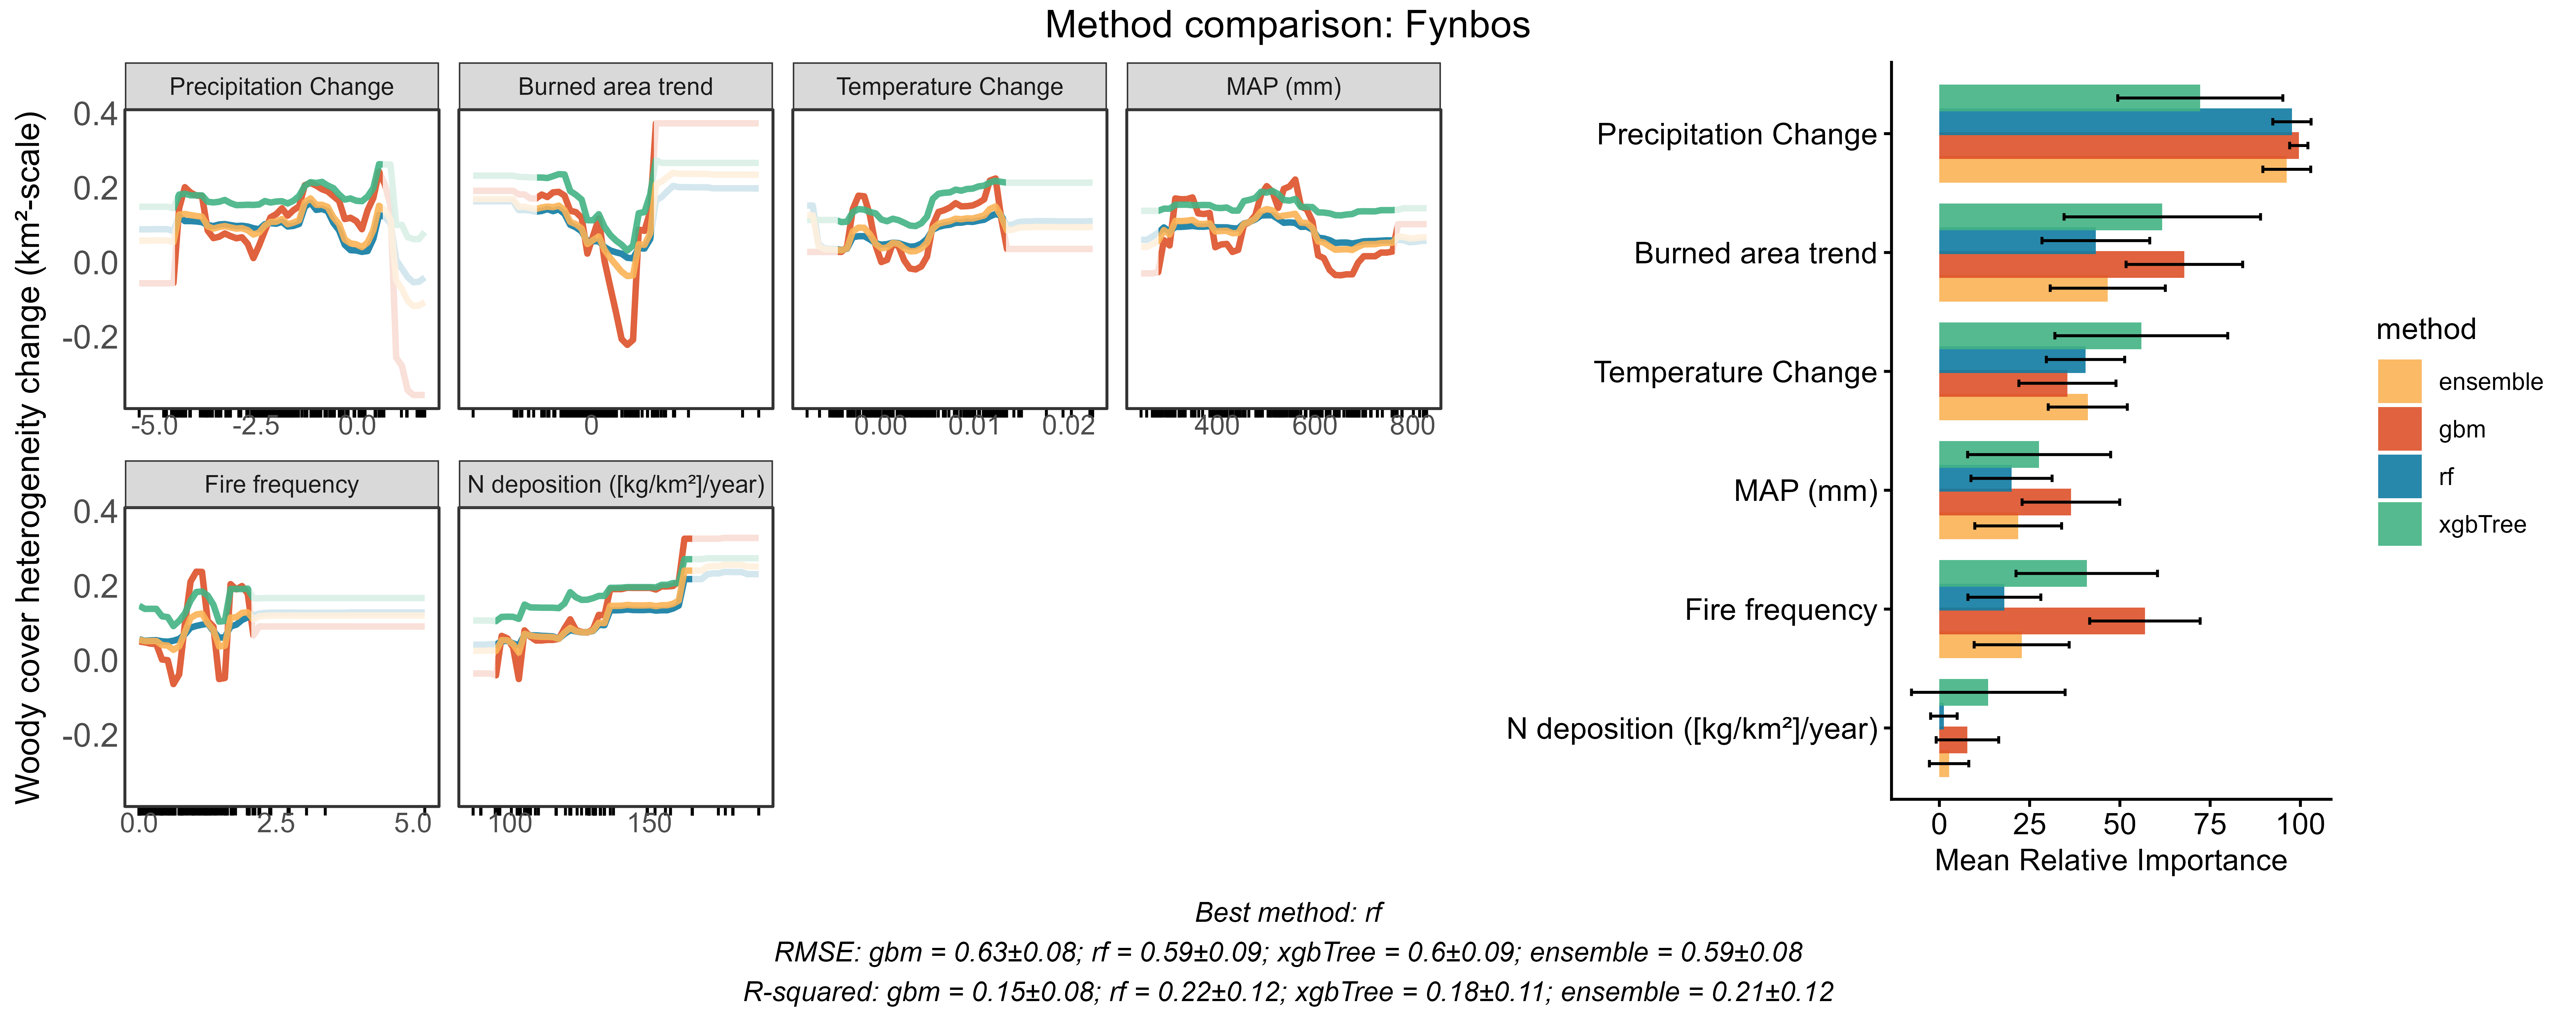 Method comparison: Fynbos
Woody cover heterogeneity change (km²-scale)
Precipitation Change
Burned area trend
Temperature Change
MAP (mm)
0.4
0.2
0.0
-0.2
-5.0 -2.5 0.0
0
0.00 0.01 0.02
400 600 800
Fire frequency
N deposition ([kg/km²]/year)
0.4
0.2
0.0
-0.2
0.0 2.5 5.0
100 150
Precipitation Change
Burned area trend
Temperature Change
MAP (mm)
Fire frequency
N deposition ([kg/km²]/year)
0 25 50 75 100
Mean Relative Importance
method
ensemble
gbm
rf
xgbTree
Best method: rf
RMSE: gbm = 0.63±0.08; rf = 0.59±0.09; xgbTree = 0.6±0.09; ensemble = 0.59±0.08
R-squared: gbm = 0.15±0.08; rf = 0.22±0.12; xgbTree = 0.18±0.11; ensemble = 0.21±0.12